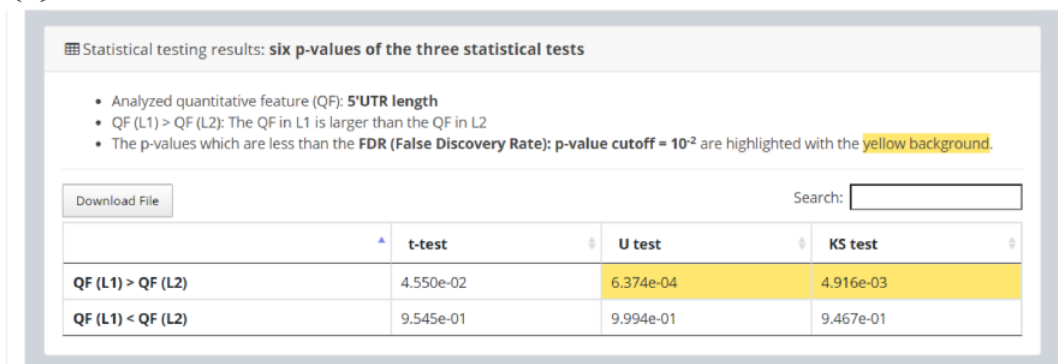 Statistical testing results: six p-values of the three statistical tests
• Analyzed quantitative feature (QF): 5'UTR length
• QF (L1) > QF (L2): The QF in L1 is larger than the QF in L2
• The p-values which are less than the FDR (False Discovery Rate): p-value cutoff = 10⁻² are highlighted with the yellow background.
Download File
Search:
t-test U test KS test
QF (L1) > QF (L2) 4.550e-02 6.374e-04 4.916e-03
QF (L1) < QF (L2) 9.545e-01 9.994e-01 9.467e-01